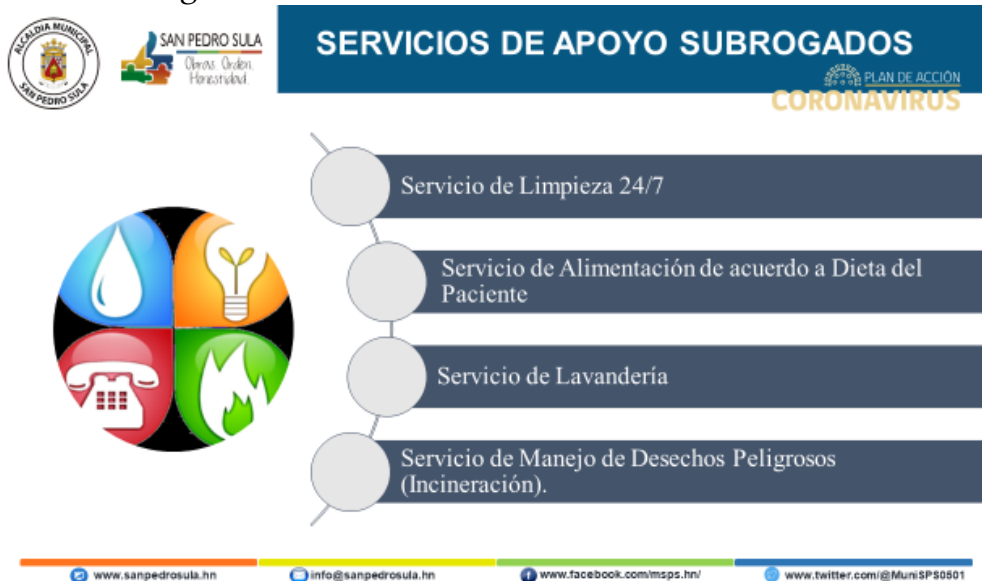 ALCALDIA MUNICIPAL
SAN PEDRO SULA
SAN PEDRO SULA
Obras. Orden.
Honestidad.
SERVICIOS DE APOYO SUBROGADOS
PLAN DE ACCIÓN
CORONAVIRUS
Servicio de Limpieza 24/7
Servicio de Alimentación de acuerdo a Dieta del
Paciente
Servicio de Lavandería
Servicio de Manejo de Desechos Peligrosos
(Incineración).
www.sanpedrosula.hn
info@sanpedrosula.hn
www.facebook.com/msps.hn/
www.twitter.com/@MuniSPS0501